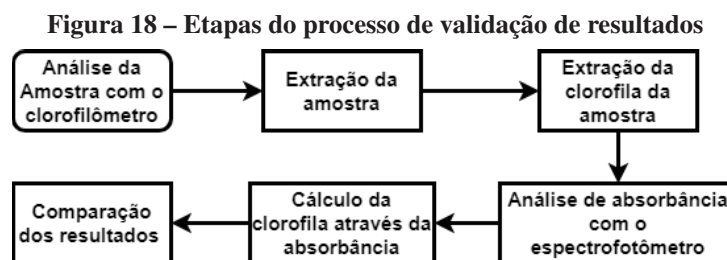 Figura 18 – Etapas do processo de validação de resultados
Análise da
Amostra com o
clorofilômetro
Extração da
amostra
Extração da
clorofila da
amostra
Análise de absorbância
com o
espectrofotômetro
Cálculo da
clorofila através da
absorbância
Comparação
dos resultados